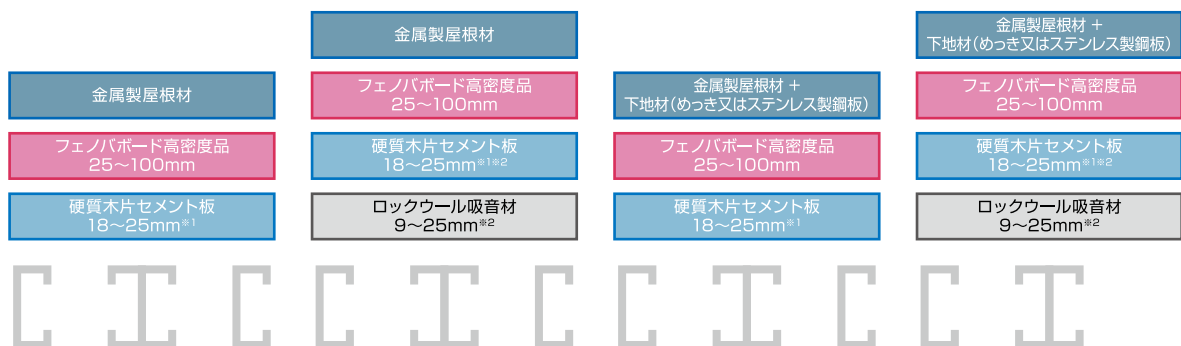 金属製屋根材
フェノバボード高密度品
25～100mm
硬質木片セメント板
18～25mm※1
金属製屋根材
フェノバボード高密度品
25～100mm
硬質木片セメント板
18～25mm※1※2
ロックウール吸音材
9～25mm※2
金属製屋根材 +
下地材(めっき又はステンレス製鋼板)
フェノバボード高密度品
25～100mm
硬質木片セメント板
18～25mm※1
金属製屋根材 +
下地材(めっき又はステンレス製鋼板)
フェノバボード高密度品
25～100mm
硬質木片セメント板
18～25mm※1※2
ロックウール吸音材
9～25mm※2